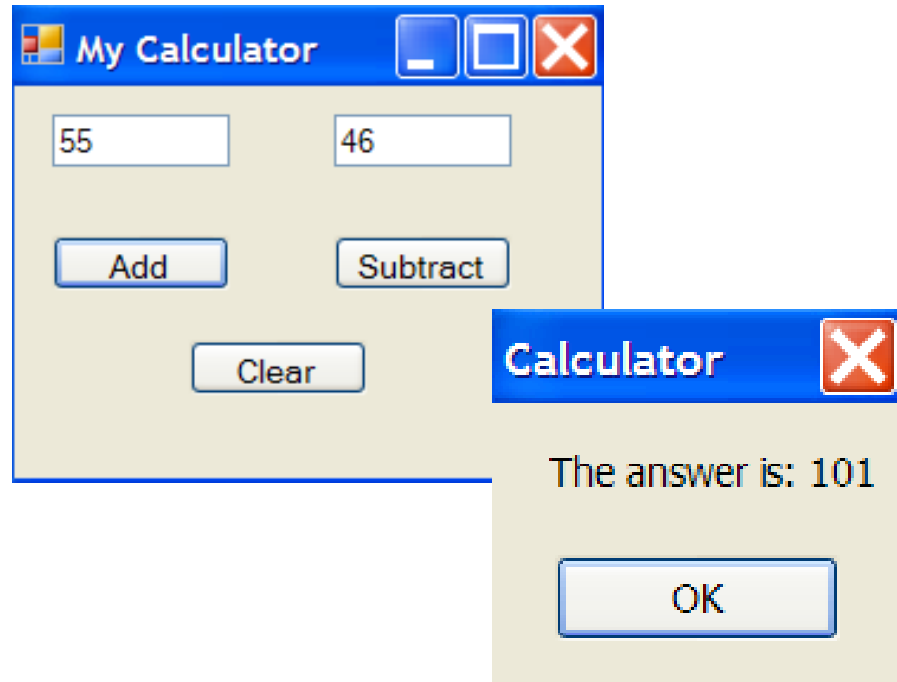 My Calculator
55 46
Add Subtract
Clear
Calculator
The answer is: 101
OK